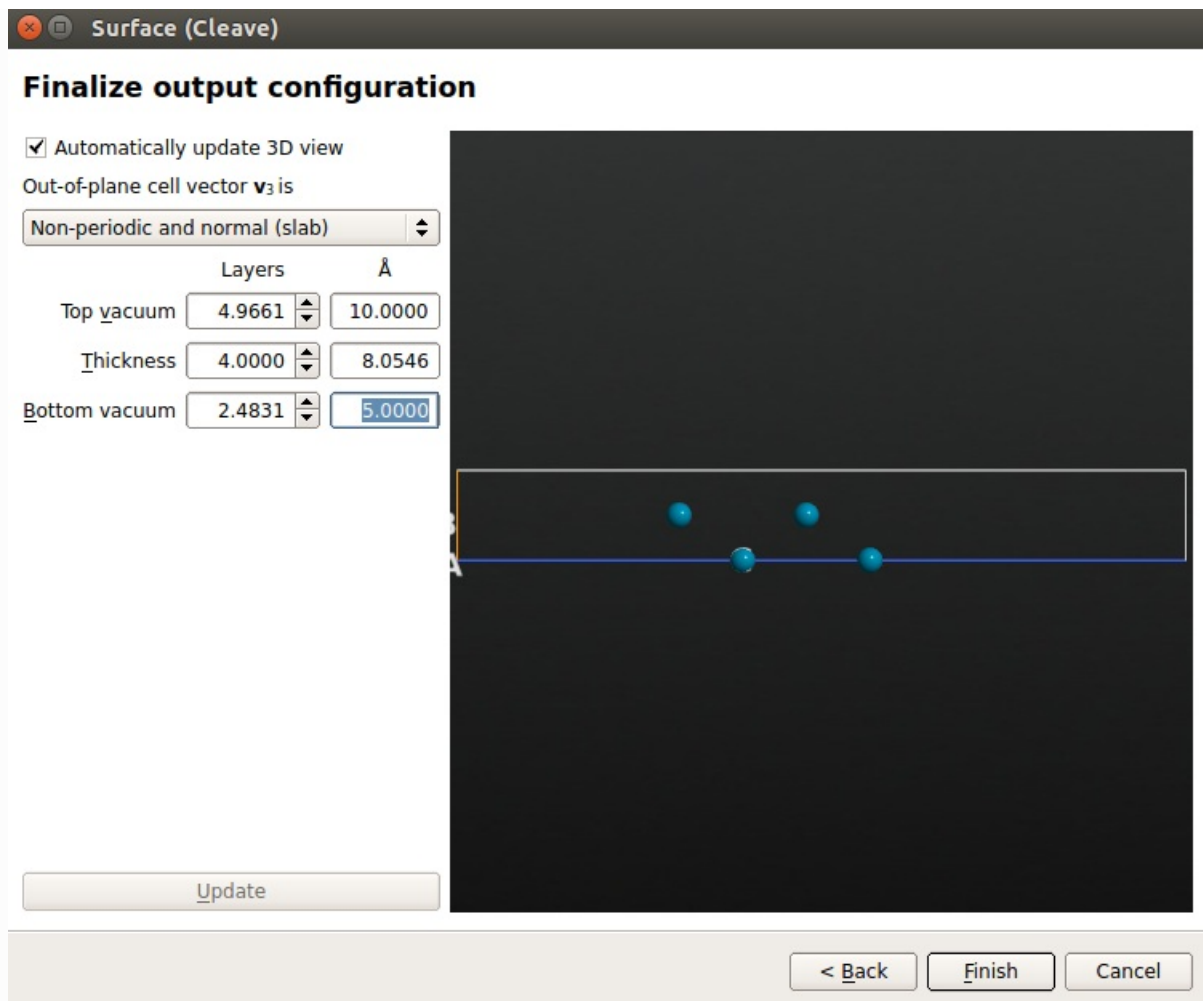 Surface (Cleave)
Finalize output configuration
Automatically update 3D view
Out-of-plane cell vector v₃ is
Non-periodic and normal (slab)
Layers Å
Top vacuum 4.9661 10.0000
Thickness 4.0000 8.0546
Bottom vacuum 2.4831 5.0000
A
Update
< Back Finish Cancel